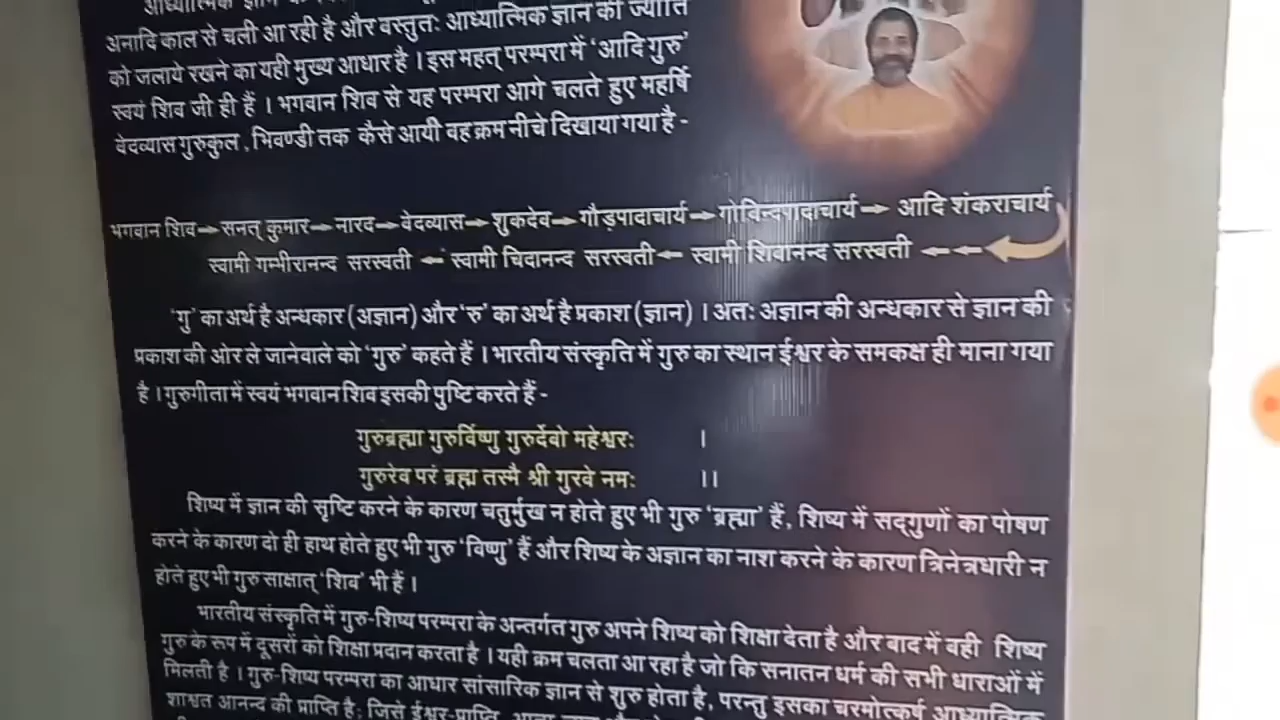 आध्यात्मिक ज्ञान
अनादि काल से चली आ रही है और वस्तुतः आध्यात्मिक ज्ञान की ज्योति
को जलाये रखने का यही मुख्य आधार है । इस महत् परम्परा में ‘आदि गुरु’
स्वयं शिव जी ही हैं । भगवान शिव से यह परम्परा आगे चलते हुए महर्षि
वेदव्यास गुरुकुल , भिवण्डी तक कैसे आयी वह क्रम नीचे दिखाया गया है -
भगवान शिव→सनत् कुमार→नारद→वेदव्यास→शुकदेव→गौड़पादाचार्य→गोविन्दपादाचार्य→ आदि शंकराचार्य
स्वामी गम्भीरानन्द सरस्वती ← स्वामी चिदानन्द सरस्वती← स्वामी शिवानन्द सरस्वती ←←
‘गु’ का अर्थ है अन्धकार (अज्ञान) और ‘रु’ का अर्थ है प्रकाश (ज्ञान) । अतः अज्ञान की अन्धकार से ज्ञान की
प्रकाश की ओर ले जानेवाले को ‘गुरु’ कहते हैं । भारतीय संस्कृति में गुरु का स्थान ईश्वर के समकक्ष ही माना गया
है । गुरुगीता में स्वयं भगवान शिव इसकी पुष्टि करते हैं -
गुरुब्रह्मा गुरुर्विष्णु गुरुर्देवो महेश्वरः ।
गुरुरेव परं ब्रह्म तस्मै श्री गुरवे नमः ।।
शिष्य में ज्ञान की सृष्टि करने के कारण चतुर्मुख न होते हुए भी गुरु ‘ब्रह्मा’ हैं, शिष्य में सद्‌गुणों का पोषण
करने के कारण दो ही हाथ होते हुए भी गुरु ‘विष्णु’ हैं और शिष्य के अज्ञान का नाश करने के कारण त्रिनेत्रधारी न
होते हुए भी गुरु साक्षात् ‘शिव’ भी हैं ।
भारतीय संस्कृति में गुरु-शिष्य परम्परा के अन्तर्गत गुरु अपने शिष्य को शिक्षा देता है और बाद में वही शिष्य
गुरु के रूप में दूसरों को शिक्षा प्रदान करता है । यही क्रम चलता आ रहा है जो कि सनातन धर्म की सभी धाराओं में
मिलती है । गुरु-शिष्य परम्परा का आधार सांसारिक ज्ञान से शुरु होता है, परन्तु इसका चरमोत्कर्ष आध्यात्मिक
शाश्वत आनन्द की प्राप्ति है, जिसे ईश्वर-प्राप्ति